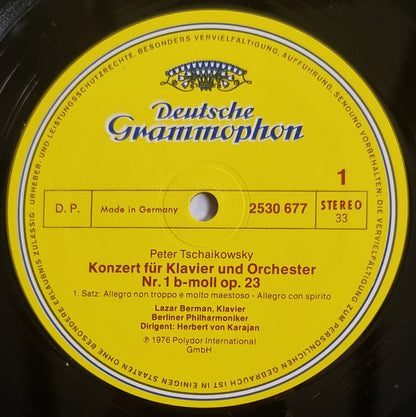 URHEBER- UND LEISTUNGSSCHUTZRECHTE, BESONDERS VERVIELFÄLTIGUNG, AUFFÜHRUNG, SENDUNG VORBEHALTEN.
Deutsche
Grammophon
1
D. P.
Made in Germany
2530 677
STEREO
33
Peter Tschaikowsky
Konzert für Klavier und Orchester
Nr. 1 b-moll op. 23
1. Satz: Allegro non troppo e molto maestoso - Allegro con spirito
Lazar Berman, Klavier
Berliner Philharmoniker
Dirigent: Herbert von Karajan
Ⓟ 1976 Polydor International
GmbH
DIE VERVIELFÄLTIGUNG ZUM PERSÖNLICHEN GEBRAUCH IST IN EINIGEN STAATEN OHNE BESONDERE ERLAUBNIS ZULÄSSIG